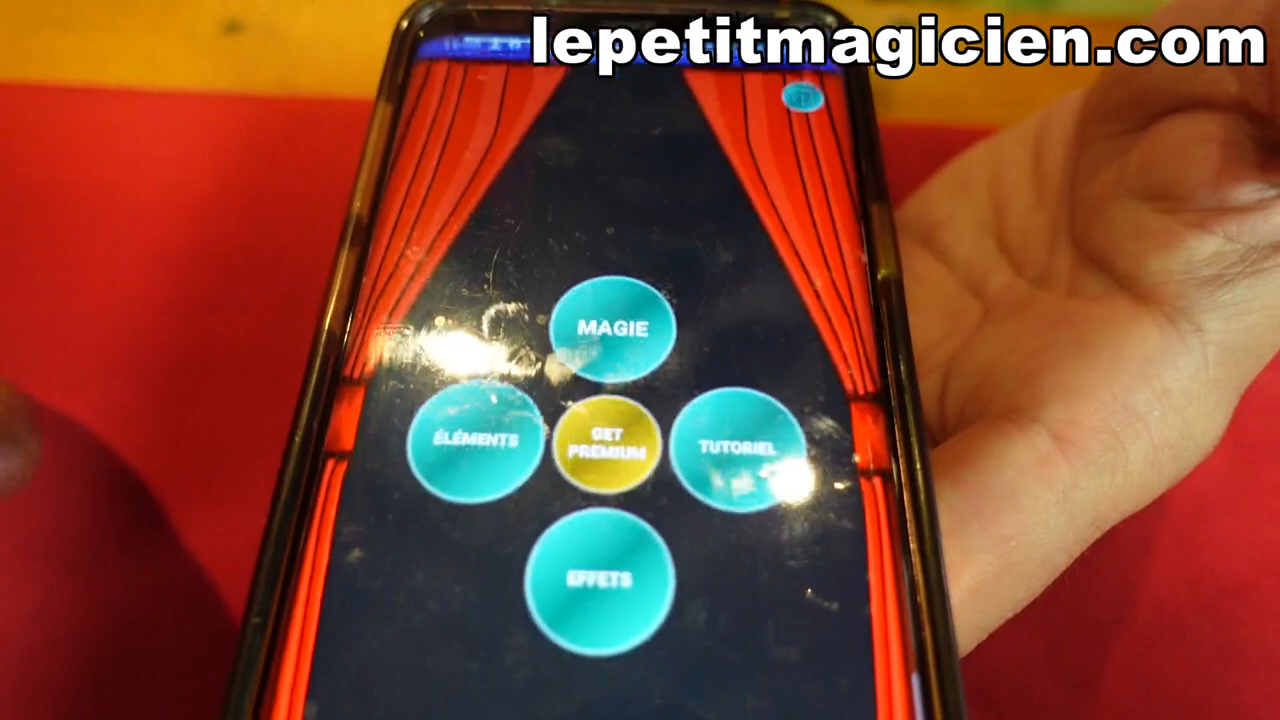 lepetitmagicien.com
MAGIE
ÉLÉMENTS
GET
PREMIUM
TUTORIEL
EFFETS